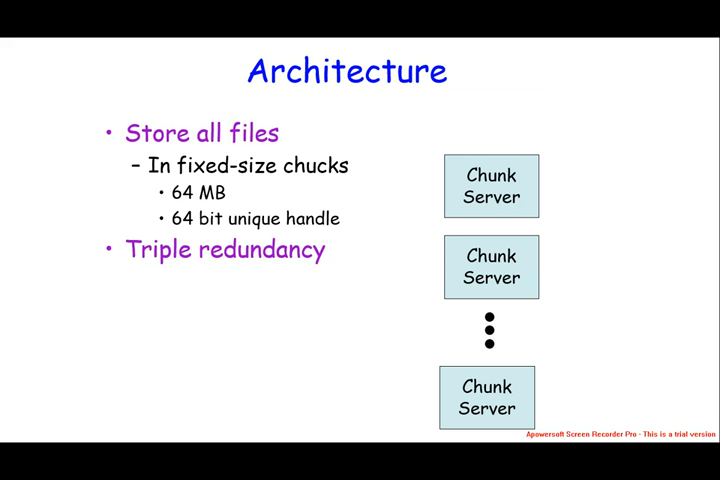 Architecture
• Store all files
– In fixed-size chucks
• 64 MB
• 64 bit unique handle
• Triple redundancy
Chunk
Server
Chunk
Server
Chunk
Server
Apowersoft Screen Recorder Pro - This is a trial version